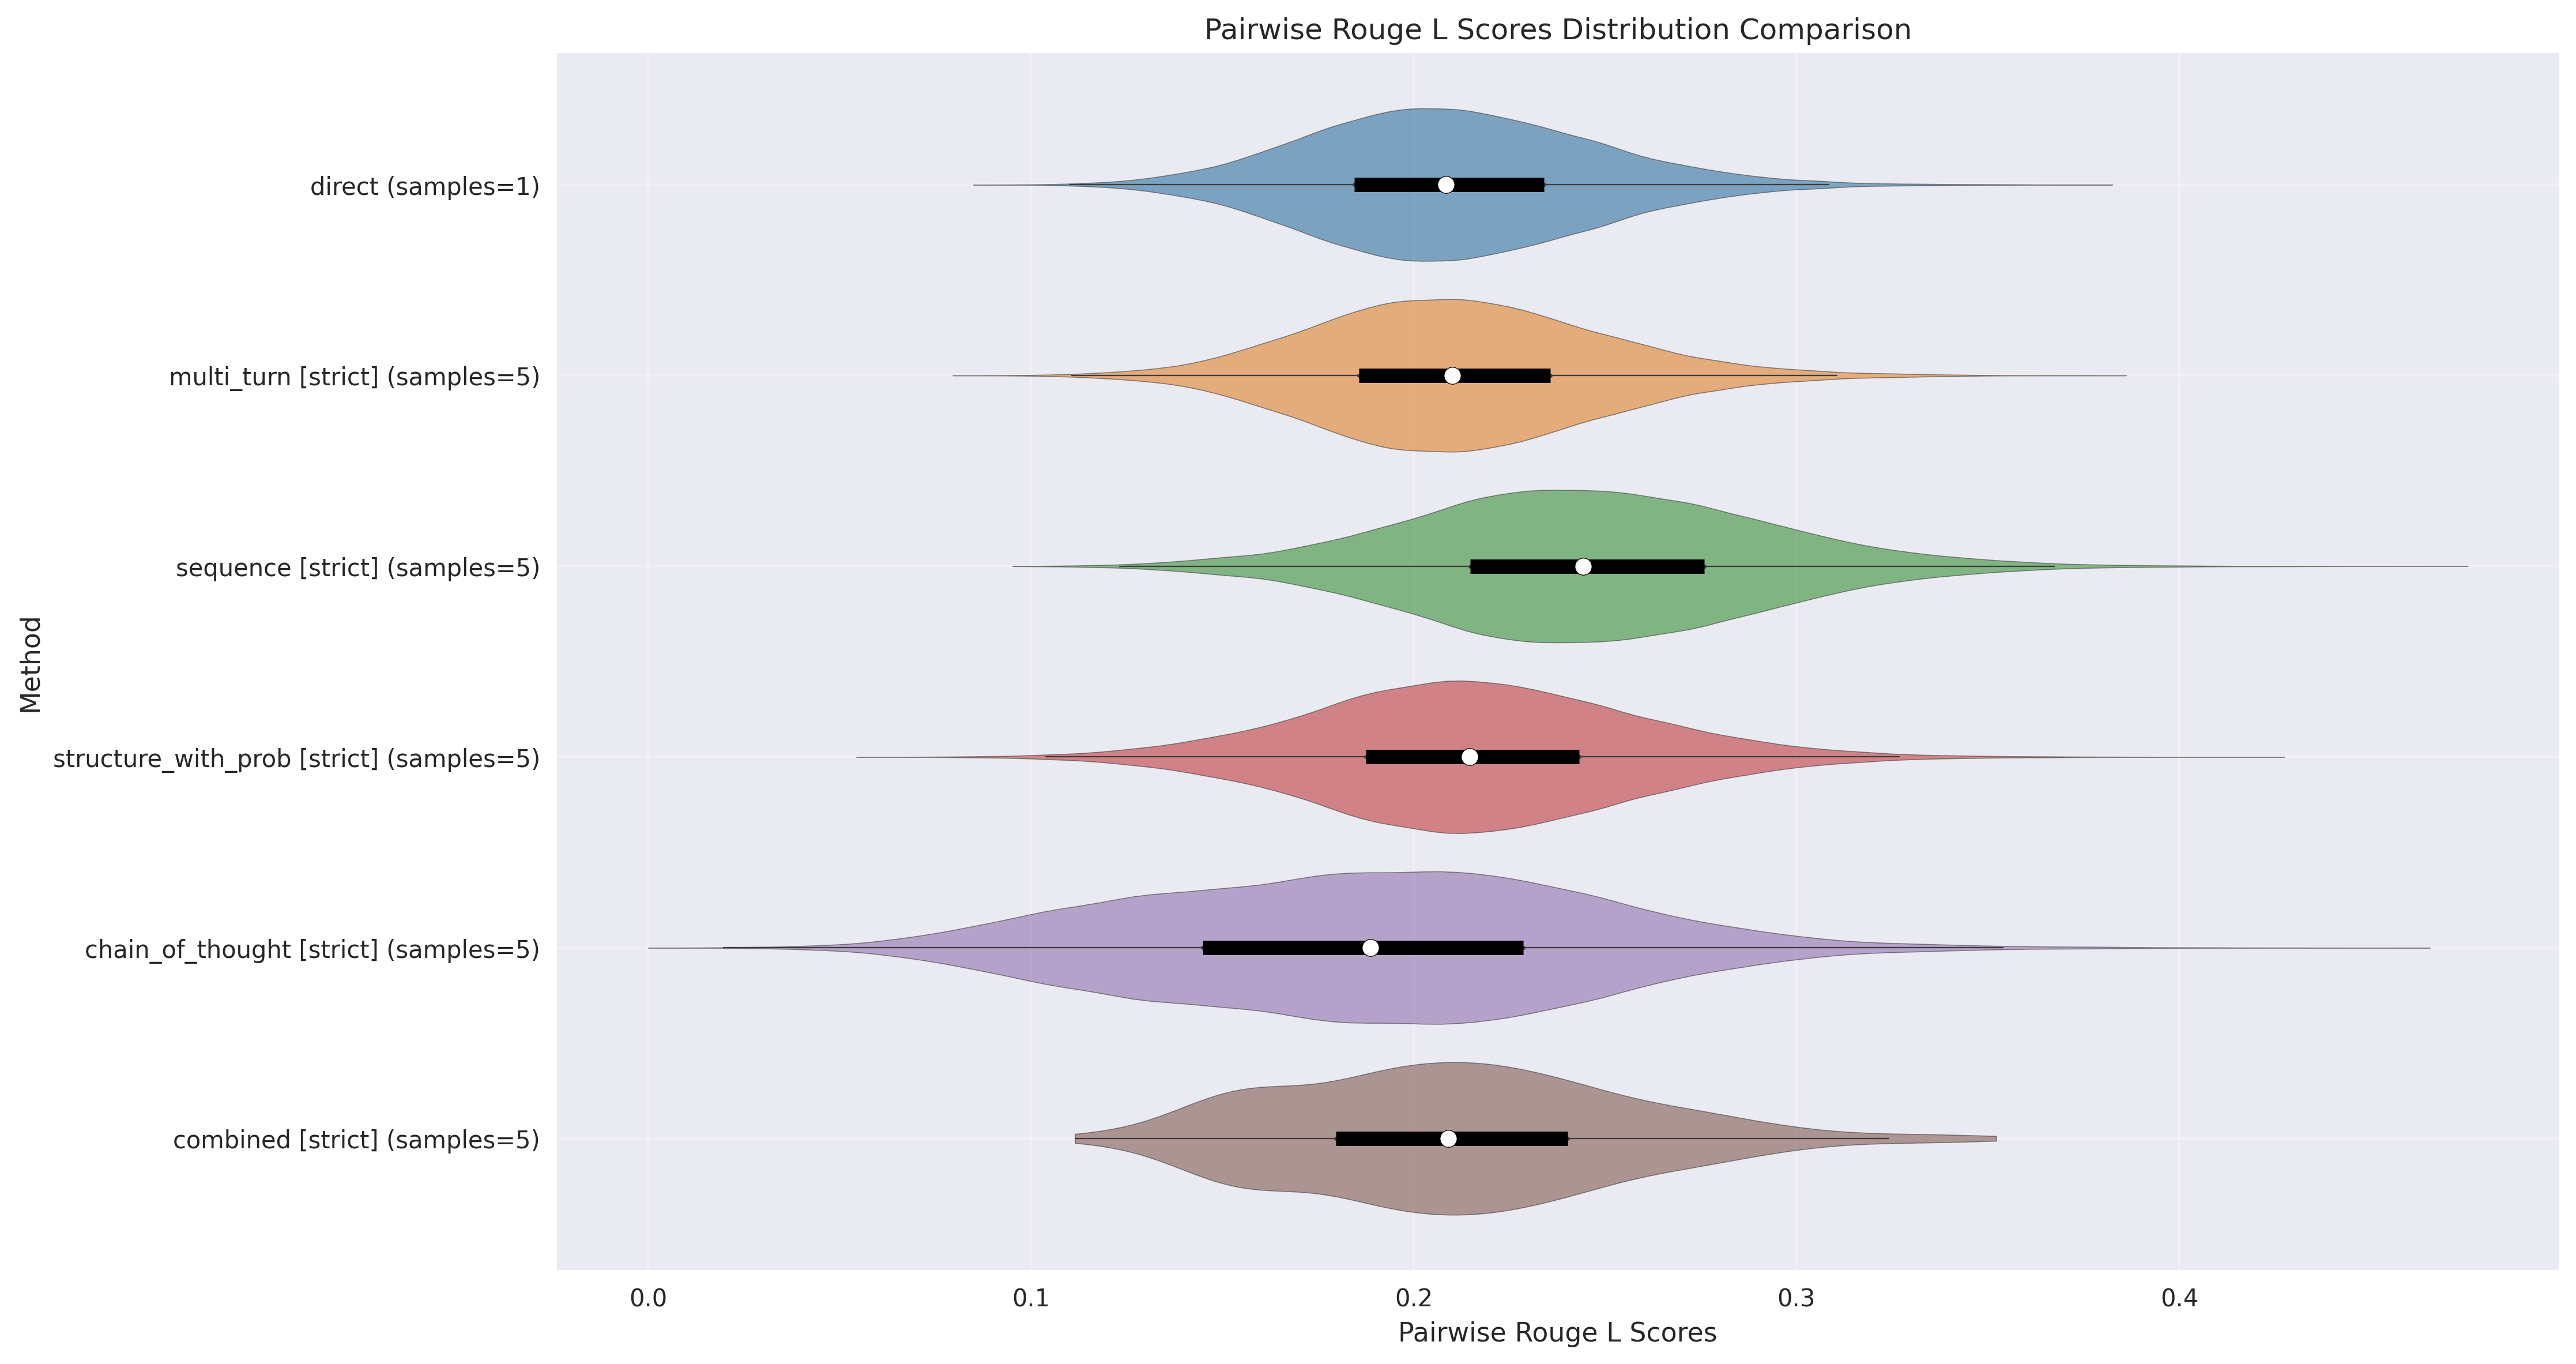 Pairwise Rouge L Scores Distribution Comparison
Method
direct (samples=1)
multi_turn [strict] (samples=5)
sequence [strict] (samples=5)
structure_with_prob [strict] (samples=5)
chain_of_thought [strict] (samples=5)
combined [strict] (samples=5)
0.0 0.1 0.2 0.3 0.4
Pairwise Rouge L Scores